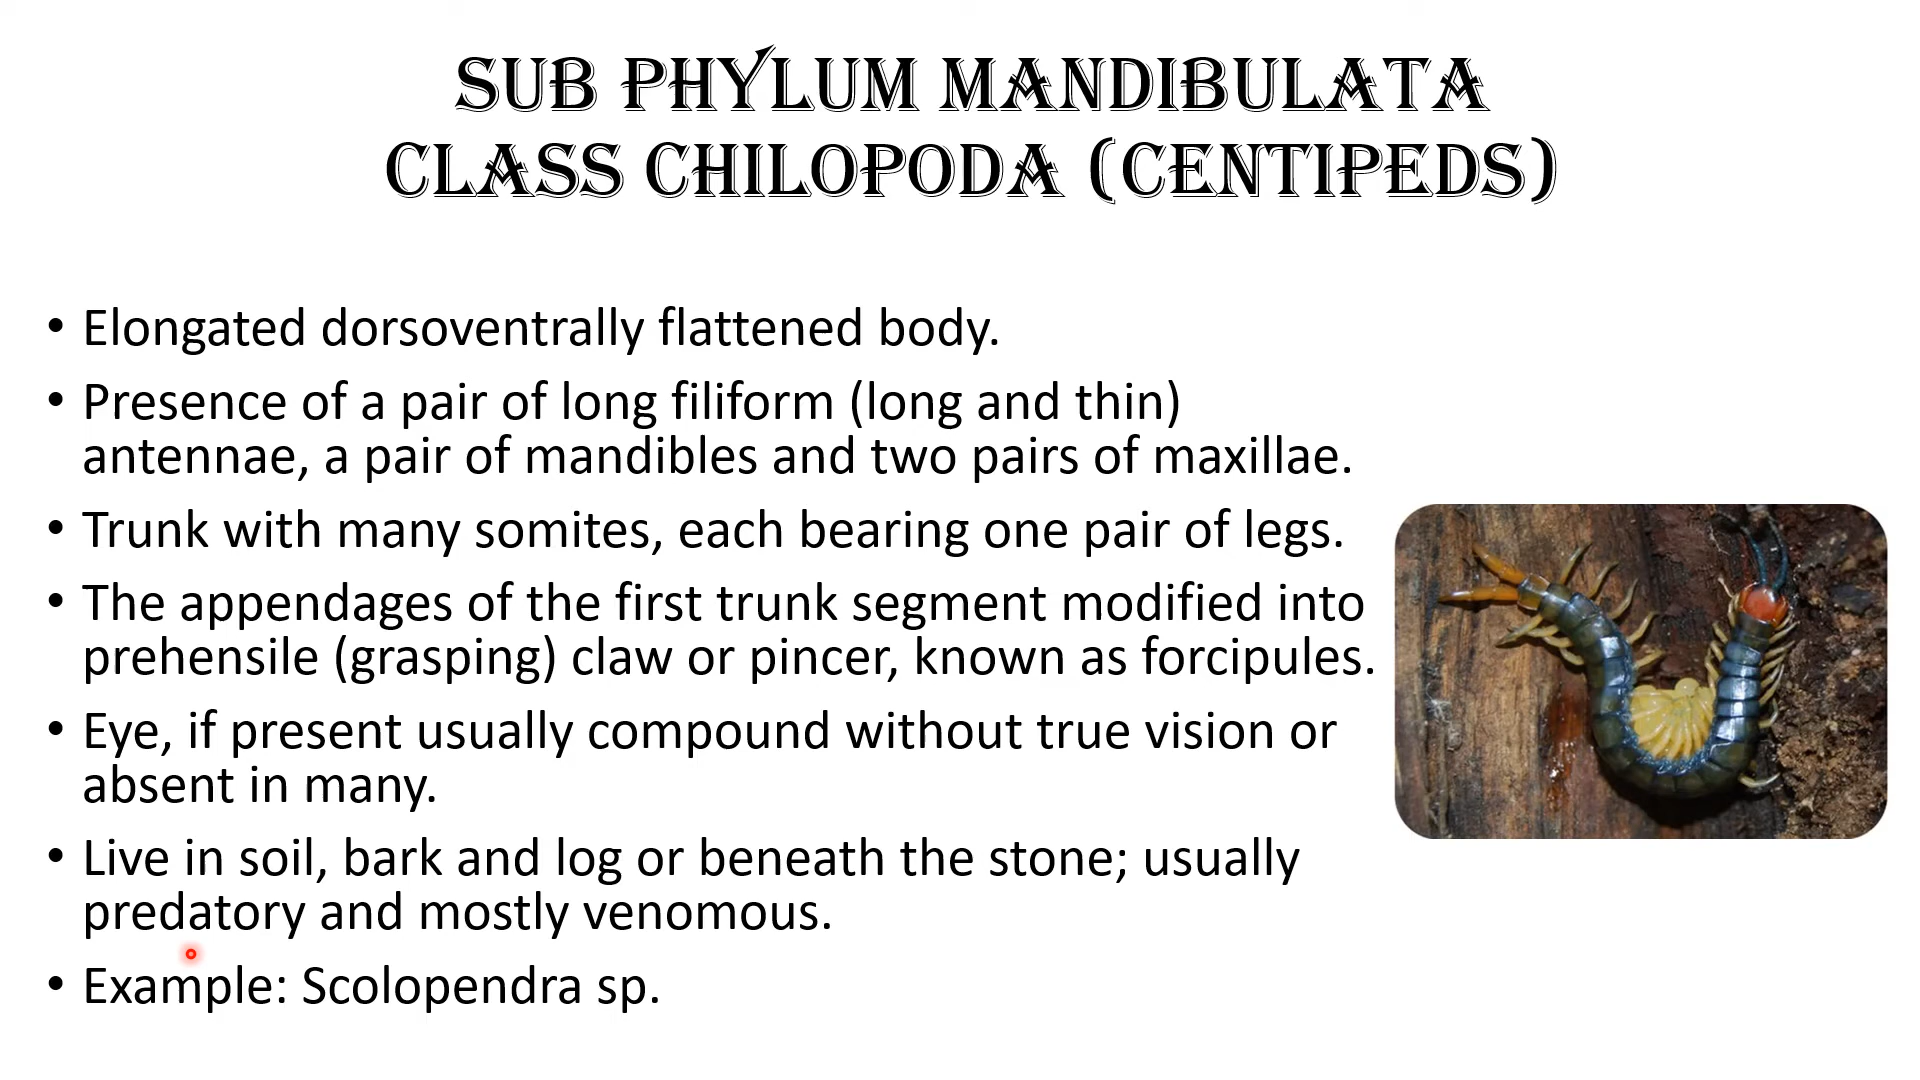 SUB PHYLUM MANDIBULATA
CLASS CHILOPODA (CENTIPEDS)
• Elongated dorsoventrally flattened body.
• Presence of a pair of long filiform (long and thin)
antennae, a pair of mandibles and two pairs of maxillae.
• Trunk with many somites, each bearing one pair of legs.
• The appendages of the first trunk segment modified into
prehensile (grasping) claw or pincer, known as forcipules.
• Eye, if present usually compound without true vision or
absent in many.
• Live in soil, bark and log or beneath the stone; usually
predatory and mostly venomous.
• Example: Scolopendra sp.